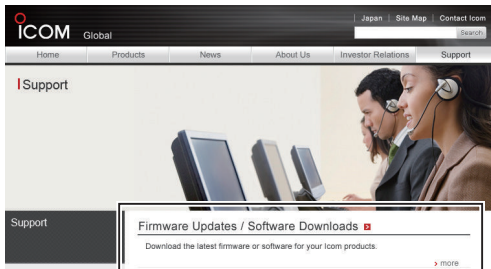 Japan | Site Map | Contact Icom
ICOM Global
Search
Home Products News About Us Investor Relations Support
Support
Support
Firmware Updates / Software Downloads
Download the latest firmware or software for your Icom products.
> more